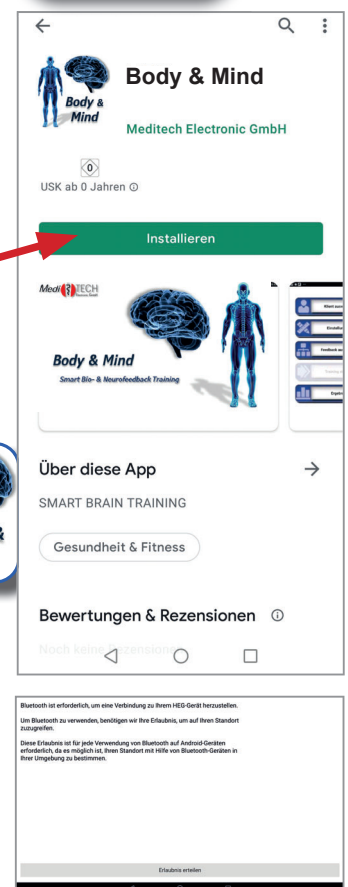 Body & Mind
Body &
Mind
Meditech Electronic GmbH
0
USK ab 0 Jahren
Installieren
MediTECH
Body & Mind
Smart Bio- & Neurofeedback Training
Über diese App
SMART BRAIN TRAINING
Gesundheit & Fitness
Bewertungen & Rezensionen
Noch keine Rezensionen
Bluetooth ist erforderlich, um eine Verbindung zu Ihrem HEG-Gerät herzustellen.
Um Bluetooth zu verwenden, benötigen wir Ihre Erlaubnis, um auf Ihren Standort
zuzugreifen.
Diese Erlaubnis ist für jede Verwendung von Bluetooth auf Android-Geräten
erforderlich, da es möglich ist, Ihren Standort mit Hilfe von Bluetooth-Geräten in
Ihrer Umgebung zu bestimmen.
Erlaubnis erteilen